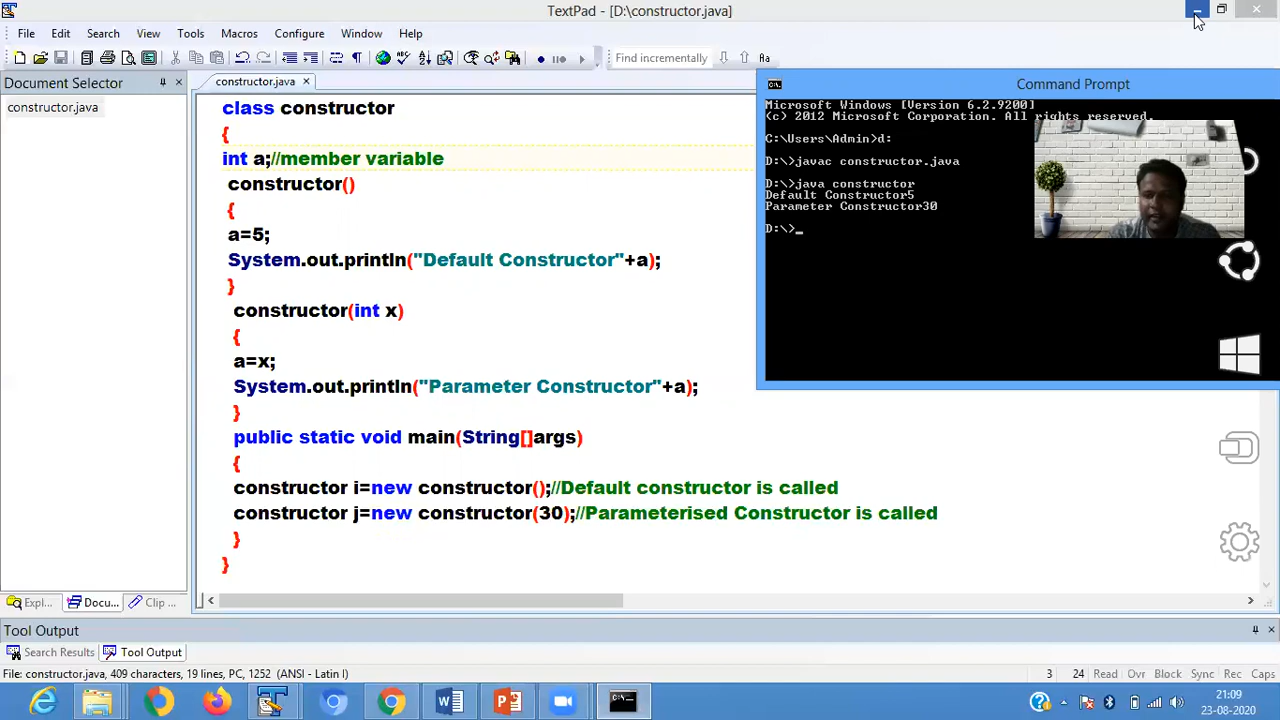 TextPad - [D:\constructor.java]
File Edit Search View Tools Macros Configure Window Help
Find incrementally
Document Selector
constructor.java
constructor.java
class constructor
{
int a;//member variable
constructor()
{
a=5;
System.out.println("Default Constructor"+a);
}
constructor(int x)
{
a=x;
System.out.println("Parameter Constructor"+a);
}
public static void main(String[]args)
{
constructor i=new constructor();//Default constructor is called
constructor j=new constructor(30);//Parameterised Constructor is called
}
}
Command Prompt
Microsoft Windows [Version 6.2.9200]
(c) 2012 Microsoft Corporation. All rights reserved.
C:\Users\Admin>d:
D:\>javac constructor.java
D:\>java constructor
Default Constructor5
Parameter Constructor30
D:\>_
Expl... Docu... Clip ...
Tool Output
Search Results Tool Output
File: constructor.java, 409 characters, 19 lines, PC, 1252 (ANSI - Latin I) 3 24 Read Ovr Block Sync Rec Caps
21:09
23-08-2020